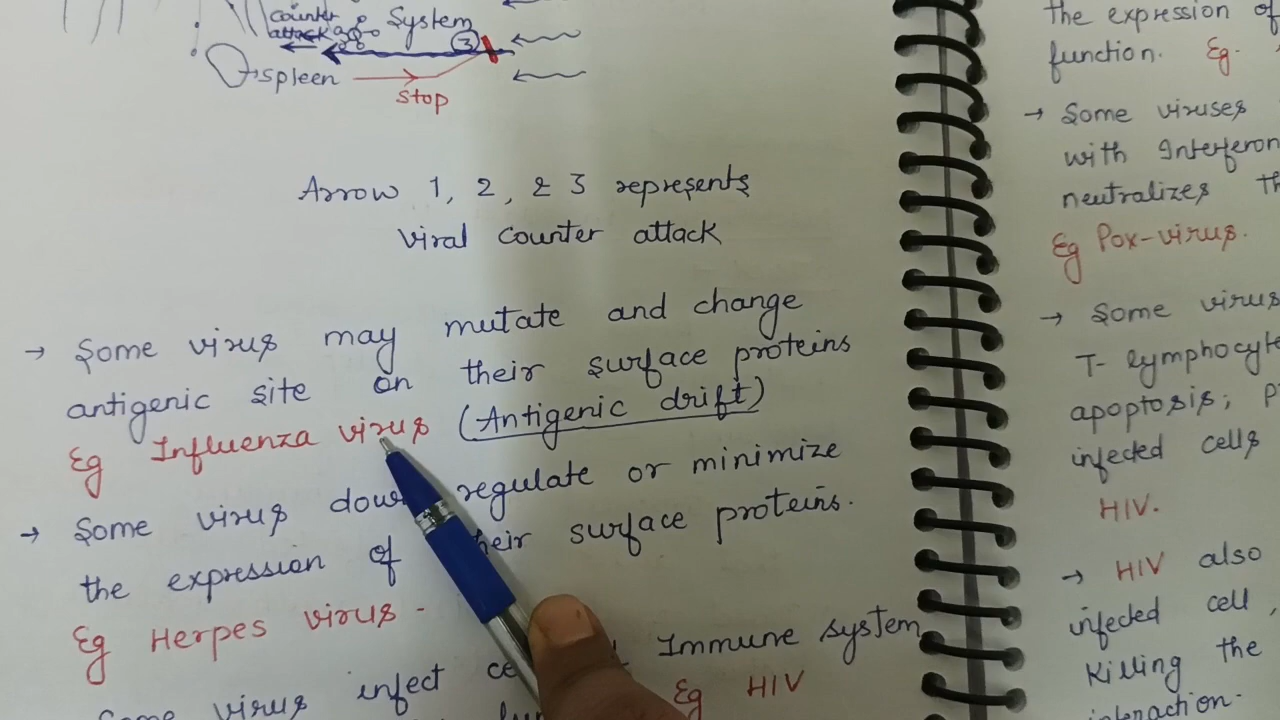 counter
attack
System
3
spleen
stop
Arrow 1, 2, & 3 represents
viral counter attack
→ Some virus may mutate and change
antigenic site on their surface proteins
Eg Influenza virus (Antigenic drift)
→ Some virus down regulate or minimize
the expression of their surface proteins.
Eg Herpes virus.
Some virus infect Immune system
Eg HIV
the expression of
function. Eg.
→ Some viruses
with Interferon
neutralizes
Eg Pox-virus.
→ Some virus
T-lymphocyte
apoptosis;
infected cells
HIV.
→ HIV also
infected cell,
Killing the